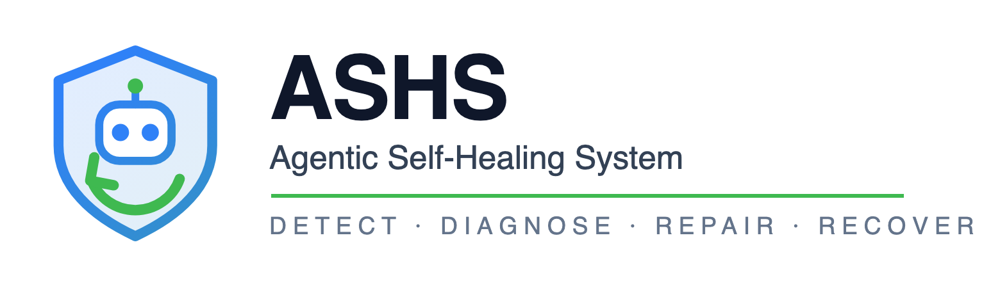 ASHS
Agentic Self-Healing System
DETECT · DIAGNOSE · REPAIR · RECOVER